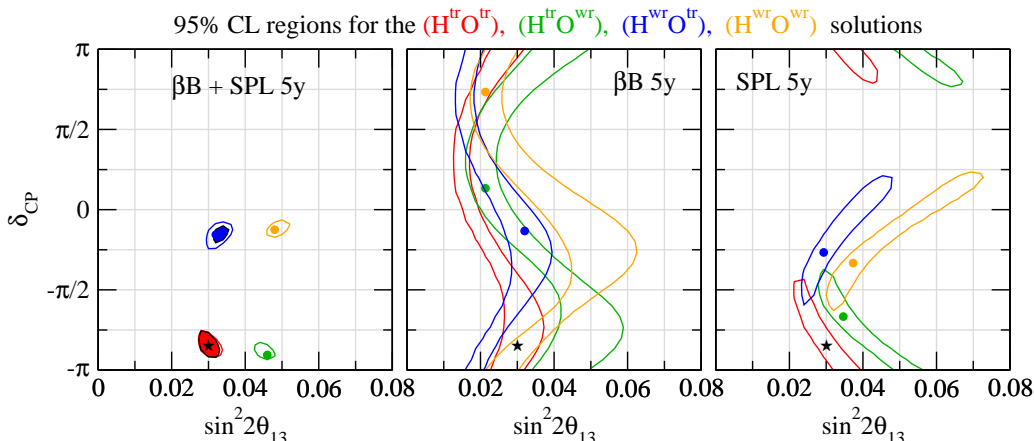 95% CL regions for the (H^tr O^tr), (H^tr O^wr), (H^wr O^tr), (H^wr O^wr) solutions
βB + SPL 5y
βB 5y
SPL 5y
δ_CP
π
π/2
0
-π/2
-π
0 0.02 0.04 0.06 0.08
0.02 0.04 0.06 0.08
0.02 0.04 0.06 0.08
sin²2θ₁₃
sin²2θ₁₃
sin²2θ₁₃